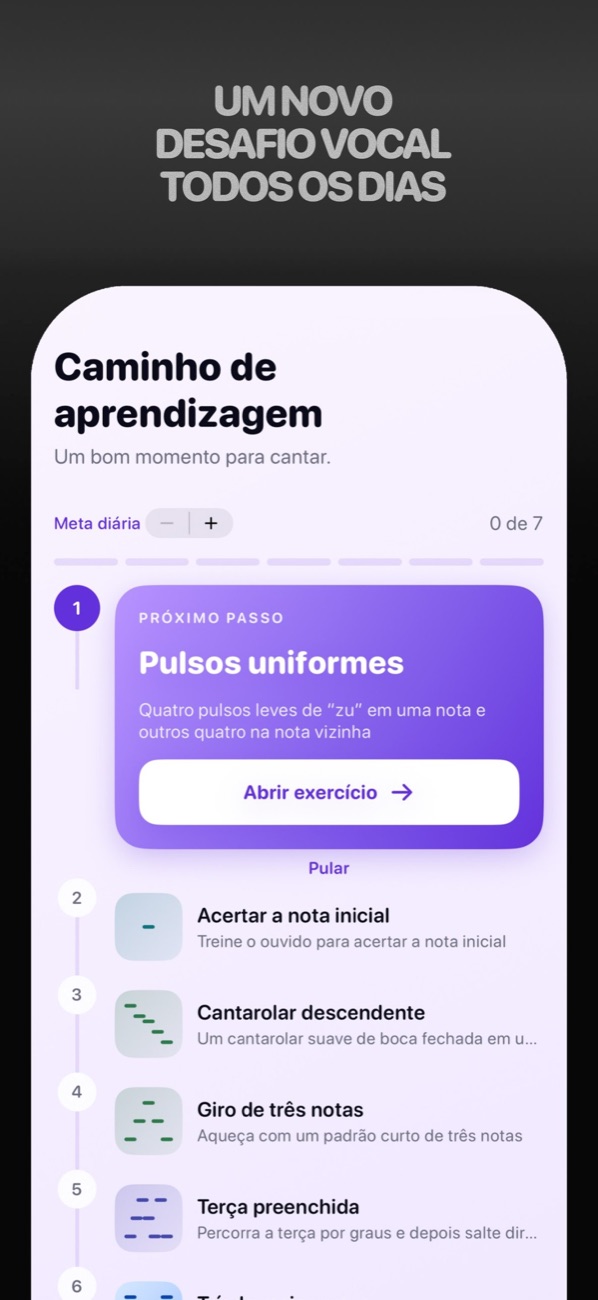 UM NOVO
DESAFIO VOCAL
TODOS OS DIAS
Caminho de
aprendizagem
Um bom momento para cantar.
Meta diária − +
0 de 7
1
PRÓXIMO PASSO
Pulsos uniformes
Quatro pulsos leves de “zu” em uma nota e
outros quatro na nota vizinha
Abrir exercício →
Pular
2
Acertar a nota inicial
Treine o ouvido para acertar a nota inicial
3
Cantarolar descendente
Um cantarolar suave de boca fechada em u...
4
Giro de três notas
Aqueça com um padrão curto de três notas
5
Terça preenchida
Percorra a terça por graus e depois salte dir...
6